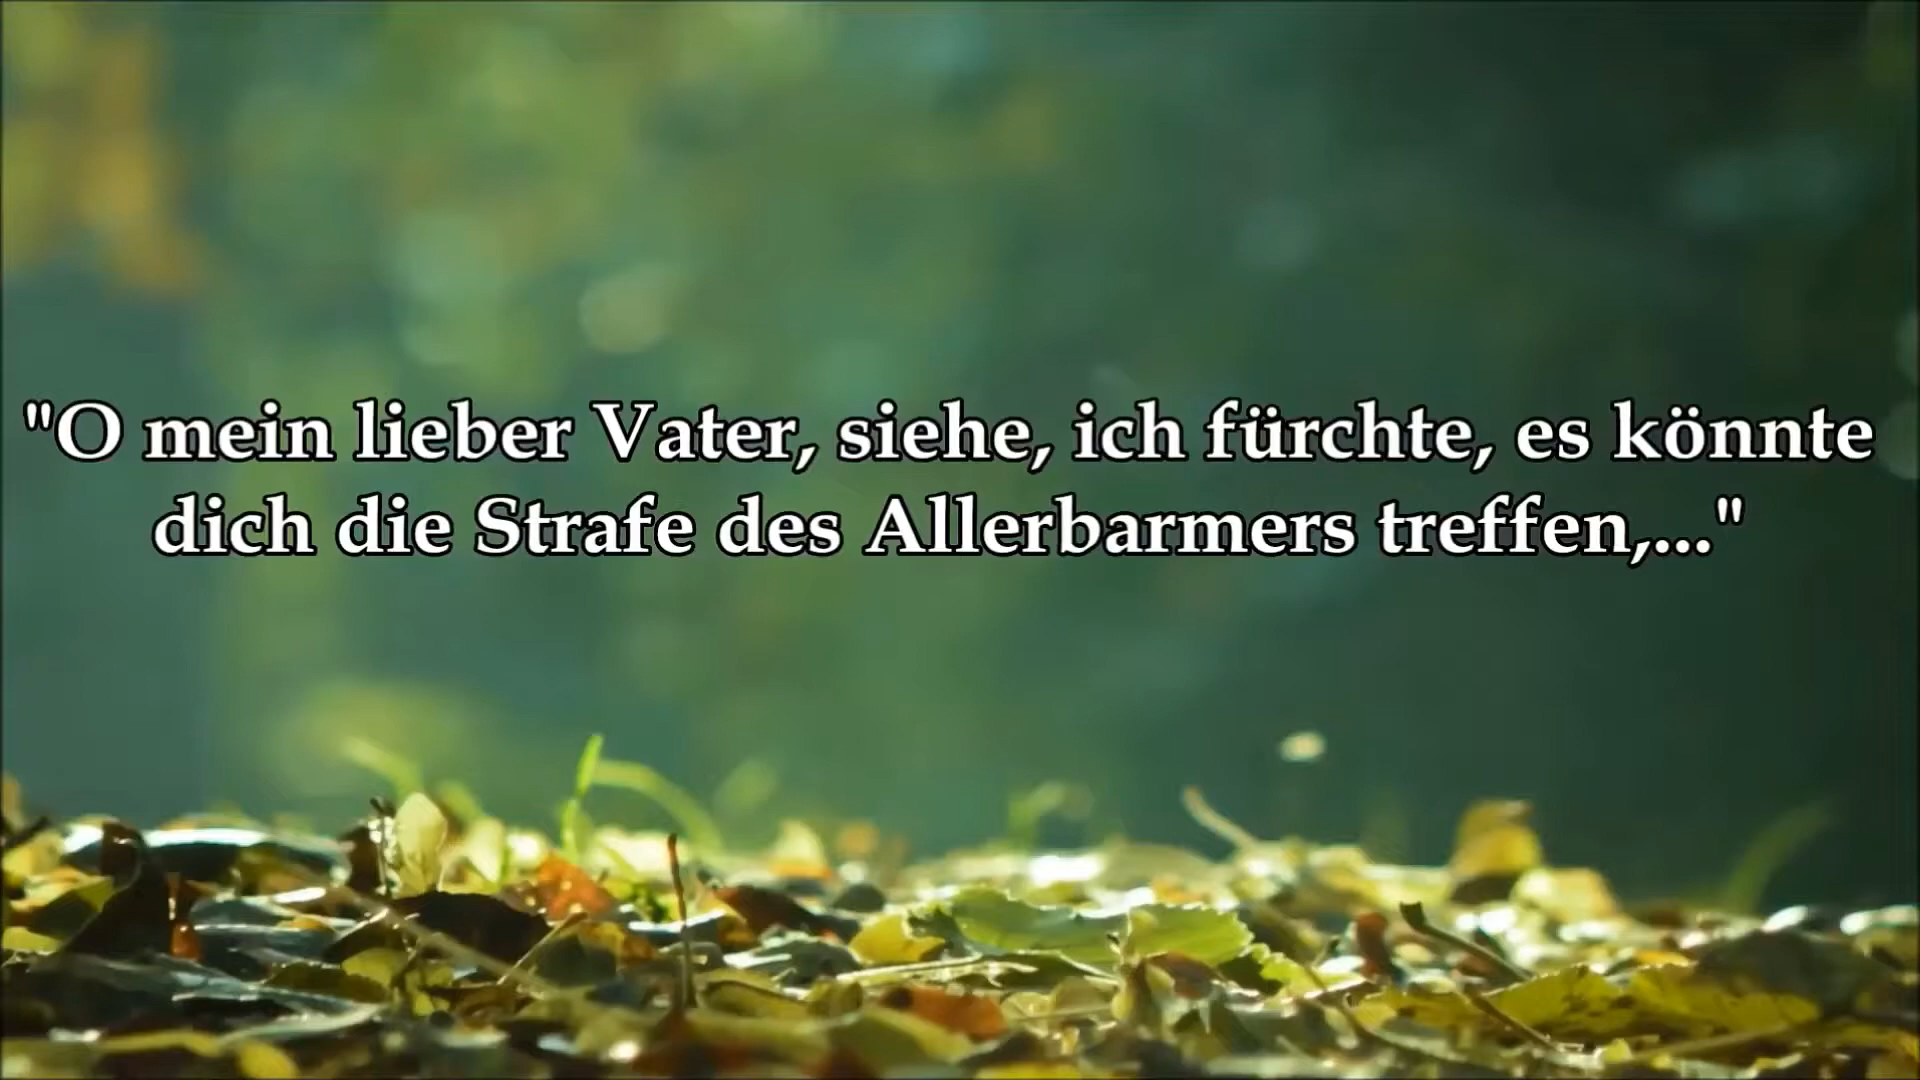 "O mein lieber Vater, siehe, ich fürchte, es könnte
dich die Strafe des Allerbarmers treffen,..."